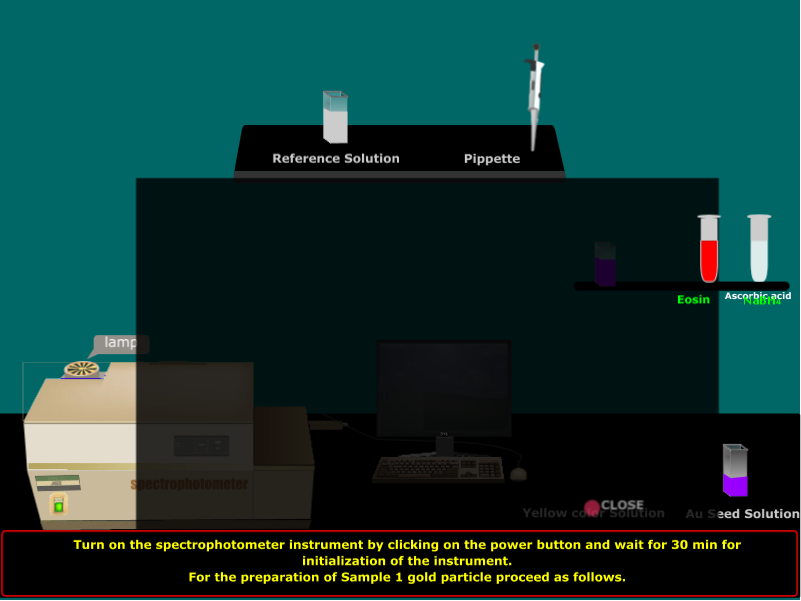 Reference Solution
Pippette
Eosin
Ascorbic acid
NaBH4
lamp
spectrophotometer
CLOSE
Yellow color Solution
Au Seed Solution
Turn on the spectrophotometer instrument by clicking on the power button and wait for 30 min for
initialization of the instrument.
For the preparation of Sample 1 gold particle proceed as follows.